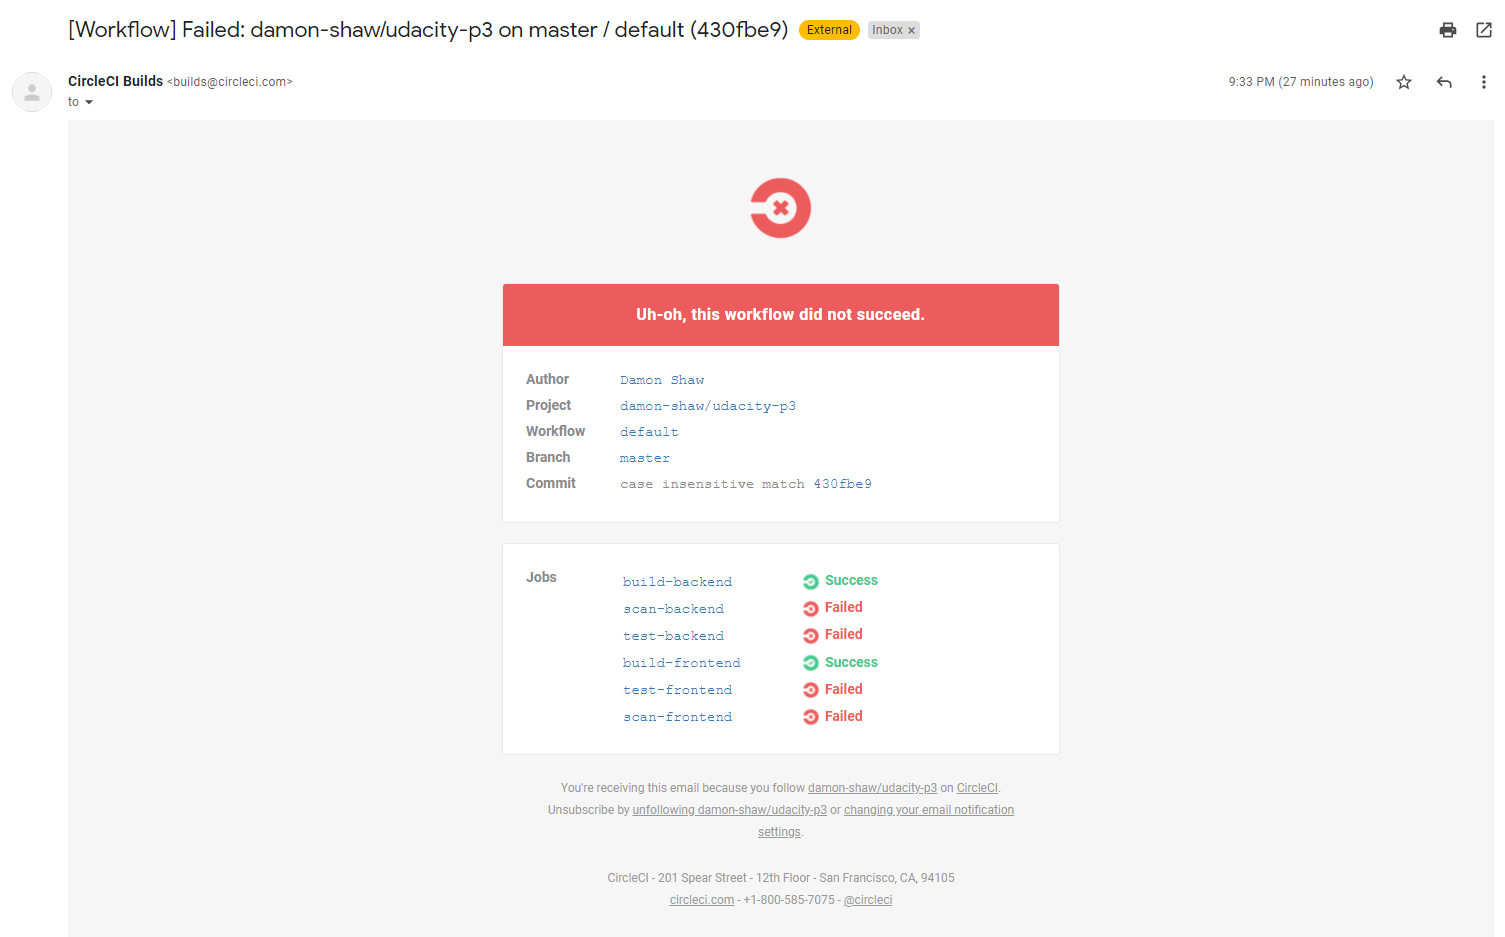 [Workflow] Failed: damon-shaw/udacity-p3 on master / default (430fbe9) External Inbox ×
CircleCI Builds <builds@circleci.com> 9:33 PM (27 minutes ago)
to
Uh-oh, this workflow did not succeed.
Author Damon Shaw
Project damon-shaw/udacity-p3
Workflow default
Branch master
Commit case insensitive match 430fbe9
Jobs build-backend Success
scan-backend Failed
test-backend Failed
build-frontend Success
test-frontend Failed
scan-frontend Failed
You're receiving this email because you follow damon-shaw/udacity-p3 on CircleCI.
Unsubscribe by unfollowing damon-shaw/udacity-p3 or changing your email notification
settings.
CircleCI - 201 Spear Street - 12th Floor - San Francisco, CA, 94105
circleci.com - +1-800-585-7075 - @circleci